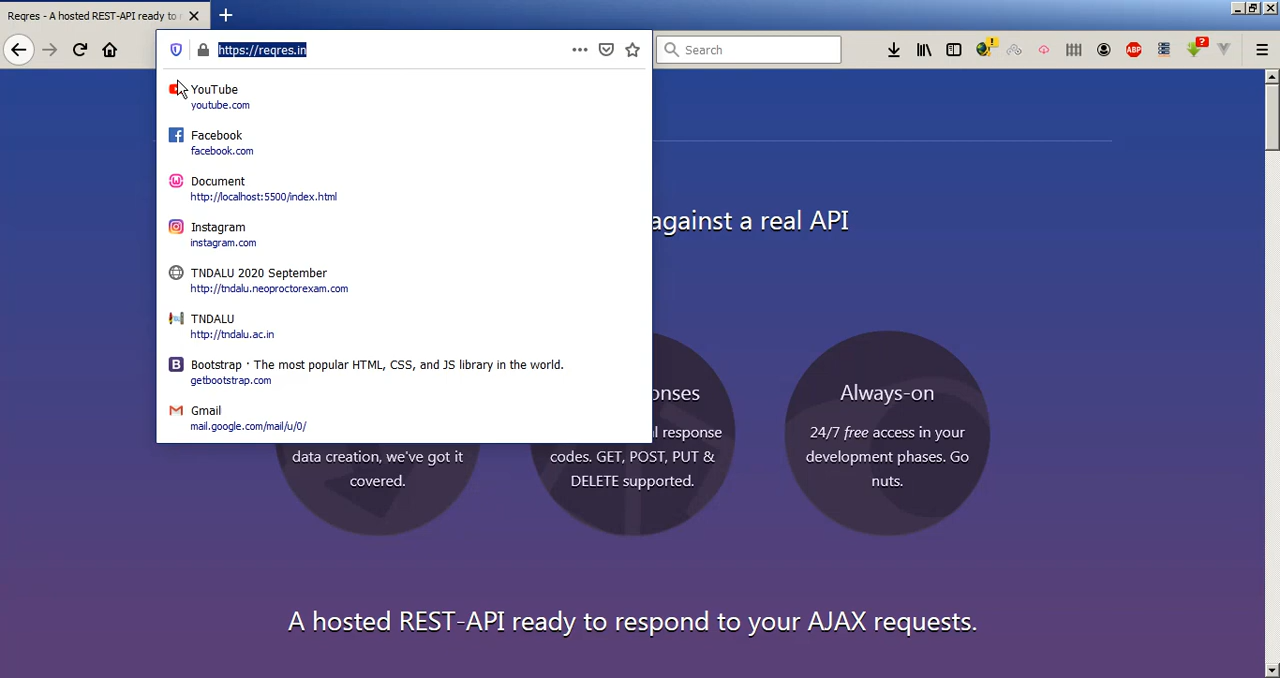 Reqres - A hosted REST-API ready to r
https://reqres.in
Search
!
ABP
?
YouTube
youtube.com
Facebook
facebook.com
Document
http://localhost:5500/index.html
Instagram
instagram.com
TNDALU 2020 September
http://tndalu.neoproctorexam.com
TNDALU
http://tndalu.ac.in
Bootstrap · The most popular HTML, CSS, and JS library in the world.
getbootstrap.com
Gmail
mail.google.com/mail/u/0/
against a real API
data creation, we've got it
covered.
onses
l response
codes. GET, POST, PUT &
DELETE supported.
Always-on
24/7 free access in your
development phases. Go
nuts.
A hosted REST-API ready to respond to your AJAX requests.